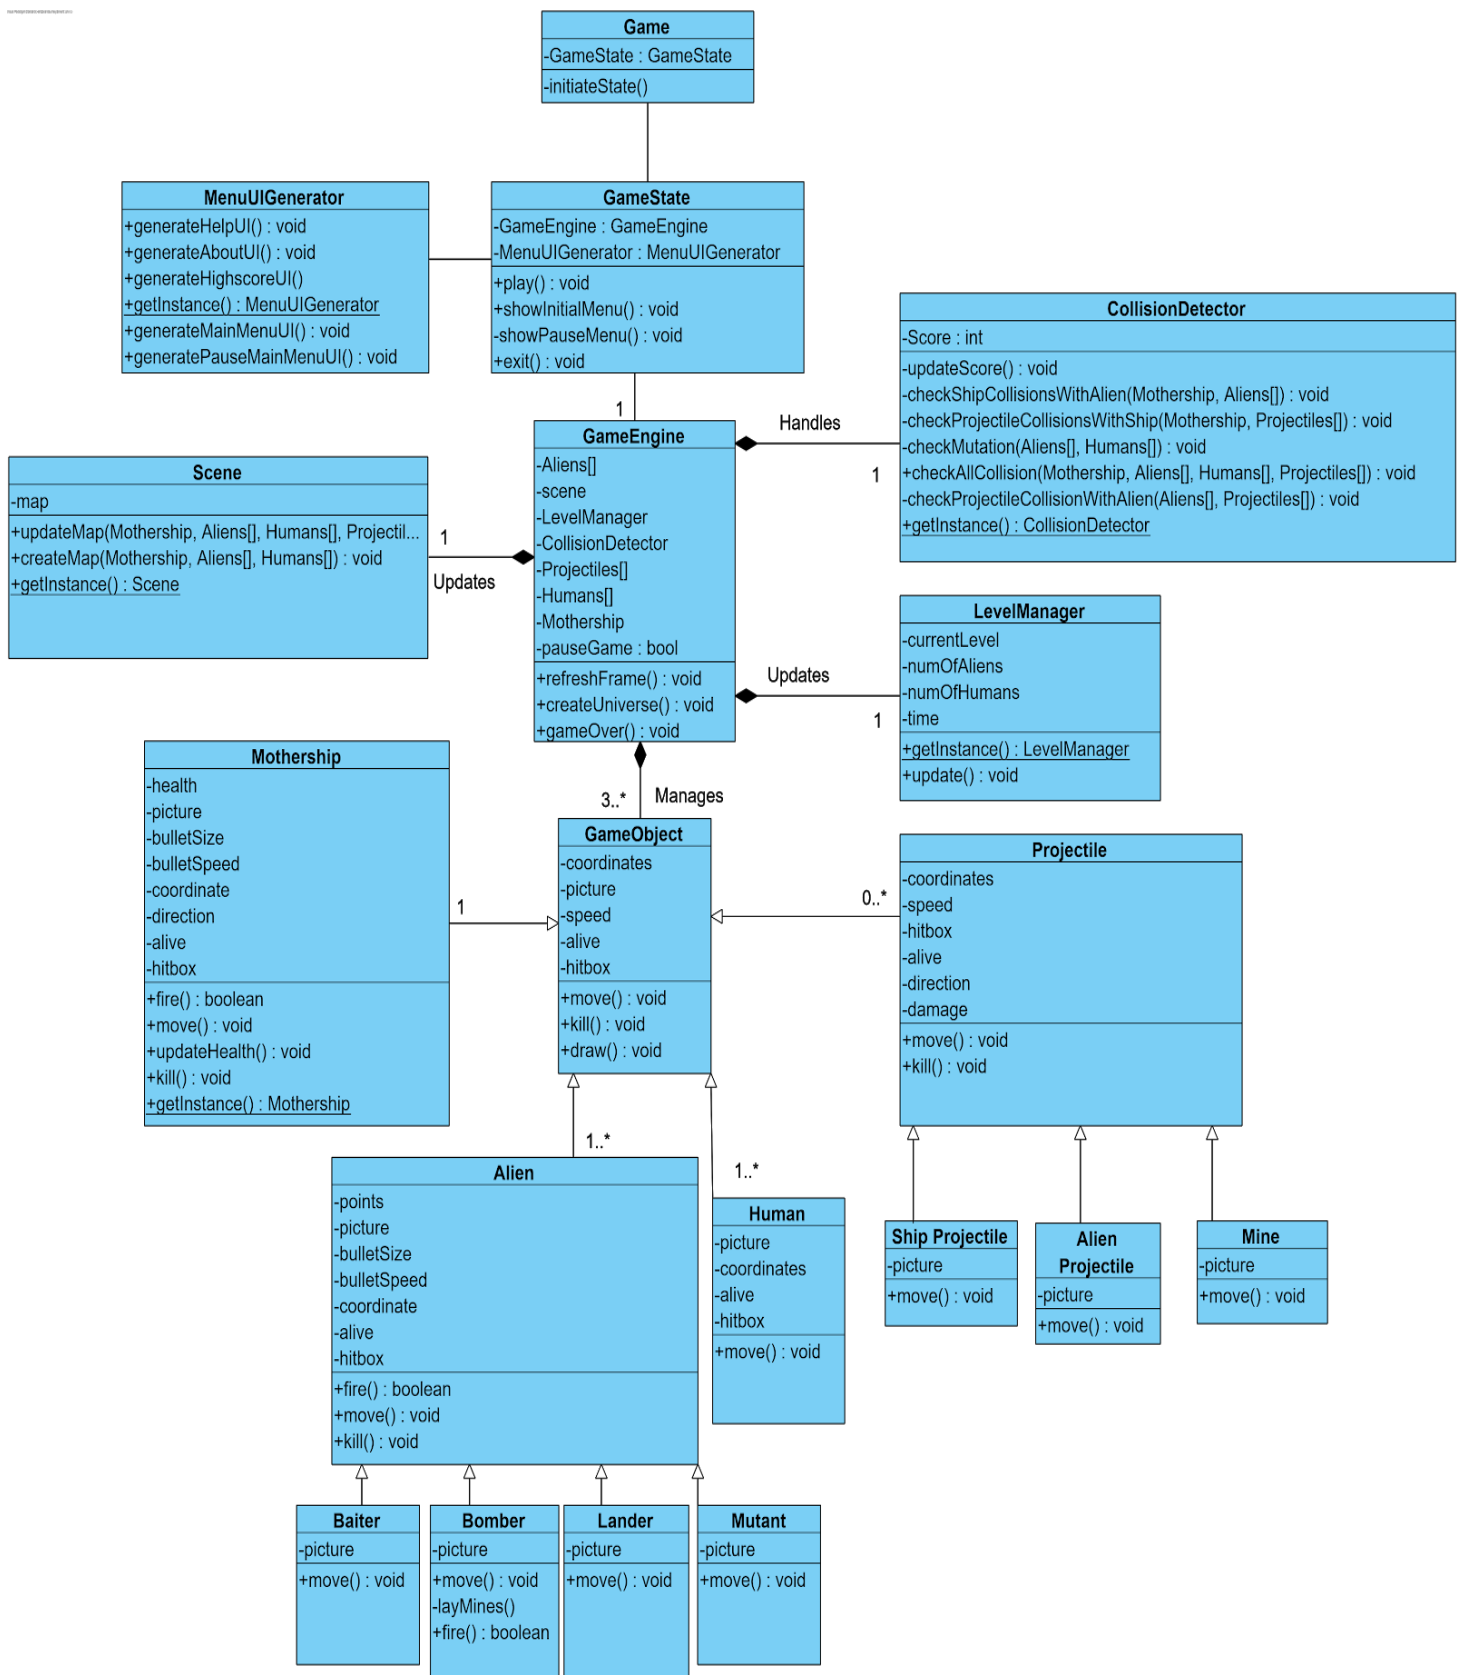 Game
-GameState : GameState
-initiateState()
MenuUIGenerator
+generateHelpUI() : void
+generateAboutUI() : void
+generateHighscoreUI()
+getInstance() : MenuUIGenerator
+generateMainMenuUI() : void
+generatePauseMainMenuUI() : void
GameState
-GameEngine : GameEngine
-MenuUIGenerator : MenuUIGenerator
+play() : void
+showInitialMenu() : void
-showPauseMenu() : void
+exit() : void
CollisionDetector
-Score : int
-updateScore() : void
-checkShipCollisionsWithAlien(Mothership, Aliens[]) : void
-checkProjectileCollisionsWithShip(Mothership, Projectiles[]) : void
-checkMutation(Aliens[], Humans[]) : void
+checkAllCollision(Mothership, Aliens[], Humans[], Projectiles[]) : void
-checkProjectileCollisionWithAlien(Aliens[], Projectiles[]) : void
+getInstance() : CollisionDetector
1
Handles
1
GameEngine
-Aliens[]
-scene
-LevelManager
-CollisionDetector
-Projectiles[]
-Humans[]
-Mothership
-pauseGame : bool
+refreshFrame() : void
+createUniverse() : void
+gameOver() : void
Scene
-map
+updateMap(Mothership, Aliens[], Humans[], Projectil...
+createMap(Mothership, Aliens[], Humans[]) : void
+getInstance() : Scene
1
Updates
LevelManager
-currentLevel
-numOfAliens
-numOfHumans
-time
+getInstance() : LevelManager
+update() : void
Updates
1
Mothership
-health
-picture
-bulletSize
-bulletSpeed
-coordinate
-direction
-alive
-hitbox
+fire() : boolean
+move() : void
+updateHealth() : void
+kill() : void
+getInstance() : Mothership
3..*
Manages
1
GameObject
-coordinates
-picture
-speed
-alive
-hitbox
+move() : void
+kill() : void
+draw() : void
0..*
Projectile
-coordinates
-speed
-hitbox
-alive
-direction
-damage
+move() : void
+kill() : void
1..*
1..*
Alien
-points
-picture
-bulletSize
-bulletSpeed
-coordinate
-alive
-hitbox
+fire() : boolean
+move() : void
+kill() : void
Human
-picture
-coordinates
-alive
-hitbox
+move() : void
Ship Projectile
-picture
+move() : void
Alien
Projectile
-picture
+move() : void
Mine
-picture
+move() : void
Baiter
-picture
+move() : void
Bomber
-picture
+move() : void
-layMines()
+fire() : boolean
Lander
-picture
+move() : void
Mutant
-picture
+move() : void